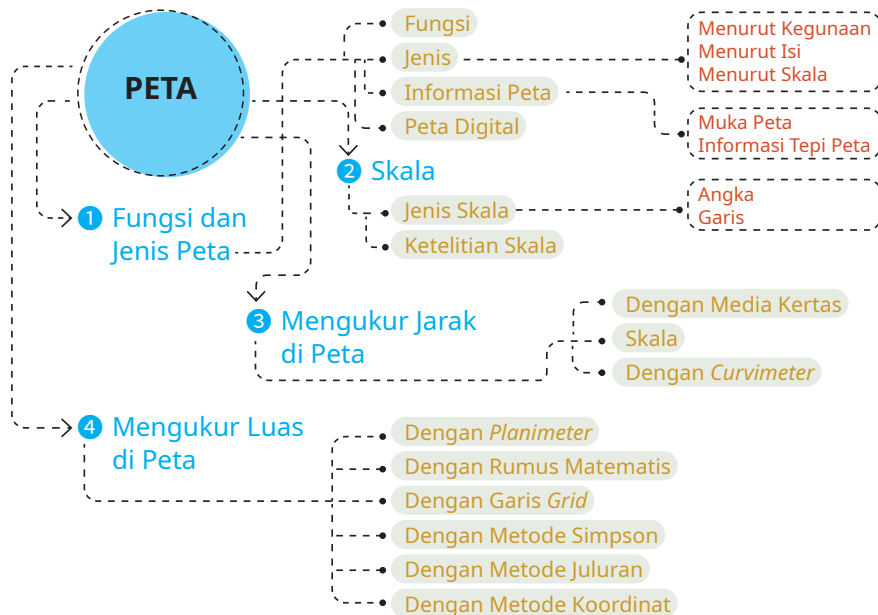 PETA
1 Fungsi dan
Jenis Peta
Fungsi
Jenis
Informasi Peta
Peta Digital
Menurut Kegunaan
Menurut Isi
Menurut Skala
Muka Peta
Informasi Tepi Peta
2 Skala
Jenis Skala
Ketelitian Skala
Angka
Garis
3 Mengukur Jarak
di Peta
Dengan Media Kertas
Skala
Dengan Curvimeter
4 Mengukur Luas
di Peta
Dengan Planimeter
Dengan Rumus Matematis
Dengan Garis Grid
Dengan Metode Simpson
Dengan Metode Juluran
Dengan Metode Koordinat